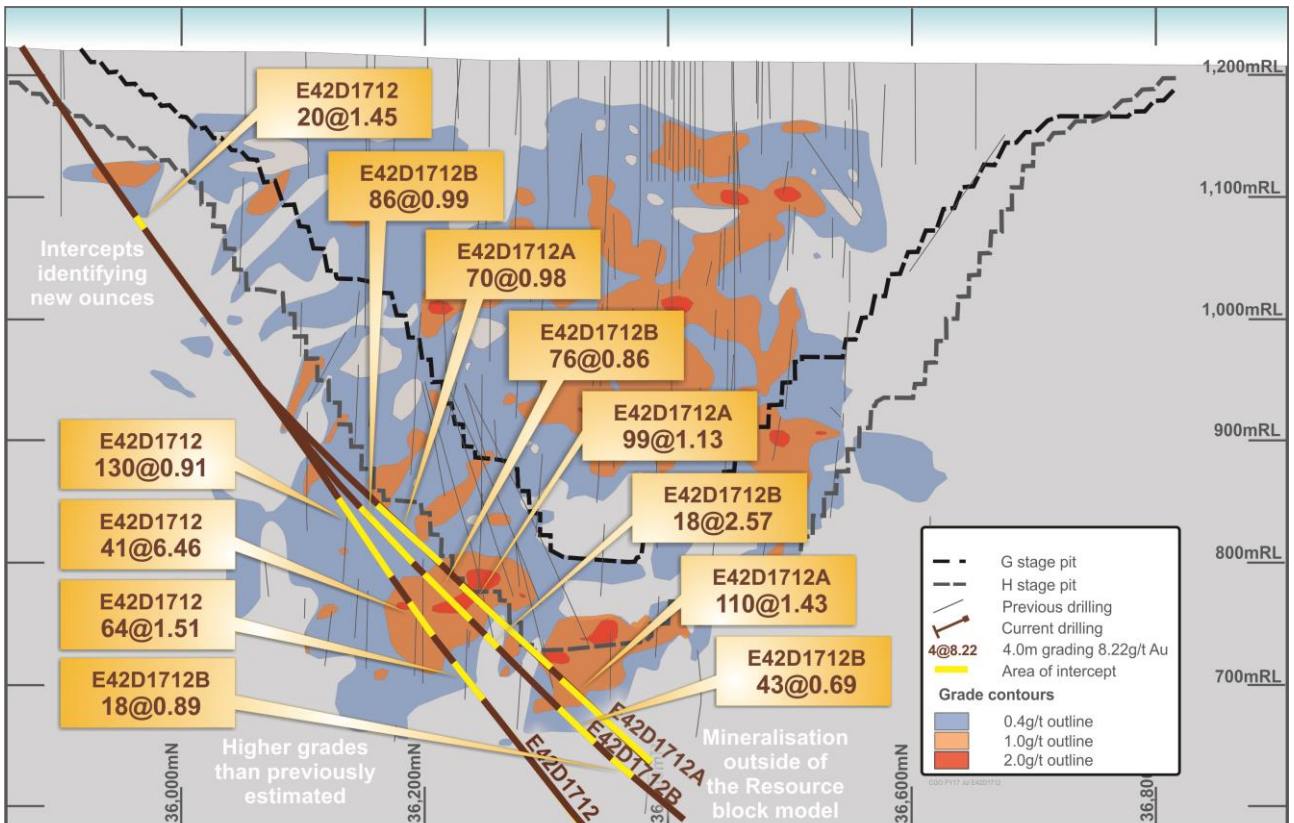 1,200mRL
E42D1712
20@1.45
E42D1712B
86@0.99
1,100mRL
Intercepts
identifying
new ounces
E42D1712A
70@0.98
1,000mRL
E42D1712B
76@0.86
E42D1712A
99@1.13
900mRL
E42D1712
130@0.91
E42D1712B
18@2.57
E42D1712
41@6.46
800mRL
E42D1712A
110@1.43
E42D1712
64@1.51
E42D1712B
43@0.69
E42D1712B
18@0.89
700mRL
G stage pit
H stage pit
Previous drilling
Current drilling
4@8.22 4.0m grading 8.22g/t Au
Area of intercept
Grade contours
0.4g/t outline
1.0g/t outline
2.0g/t outline
Higher grades
than previously
estimated
Mineralisation
outside of
the Resource
block model
E42D1712
E42D1712B
E42D1712A
36,000mN
36,200mN
36,600mN